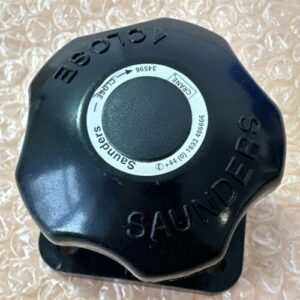 CLOSE
SAUNDERS
Saunders
CLOSE
34596
CRANE
+44 (0) 1633 486666